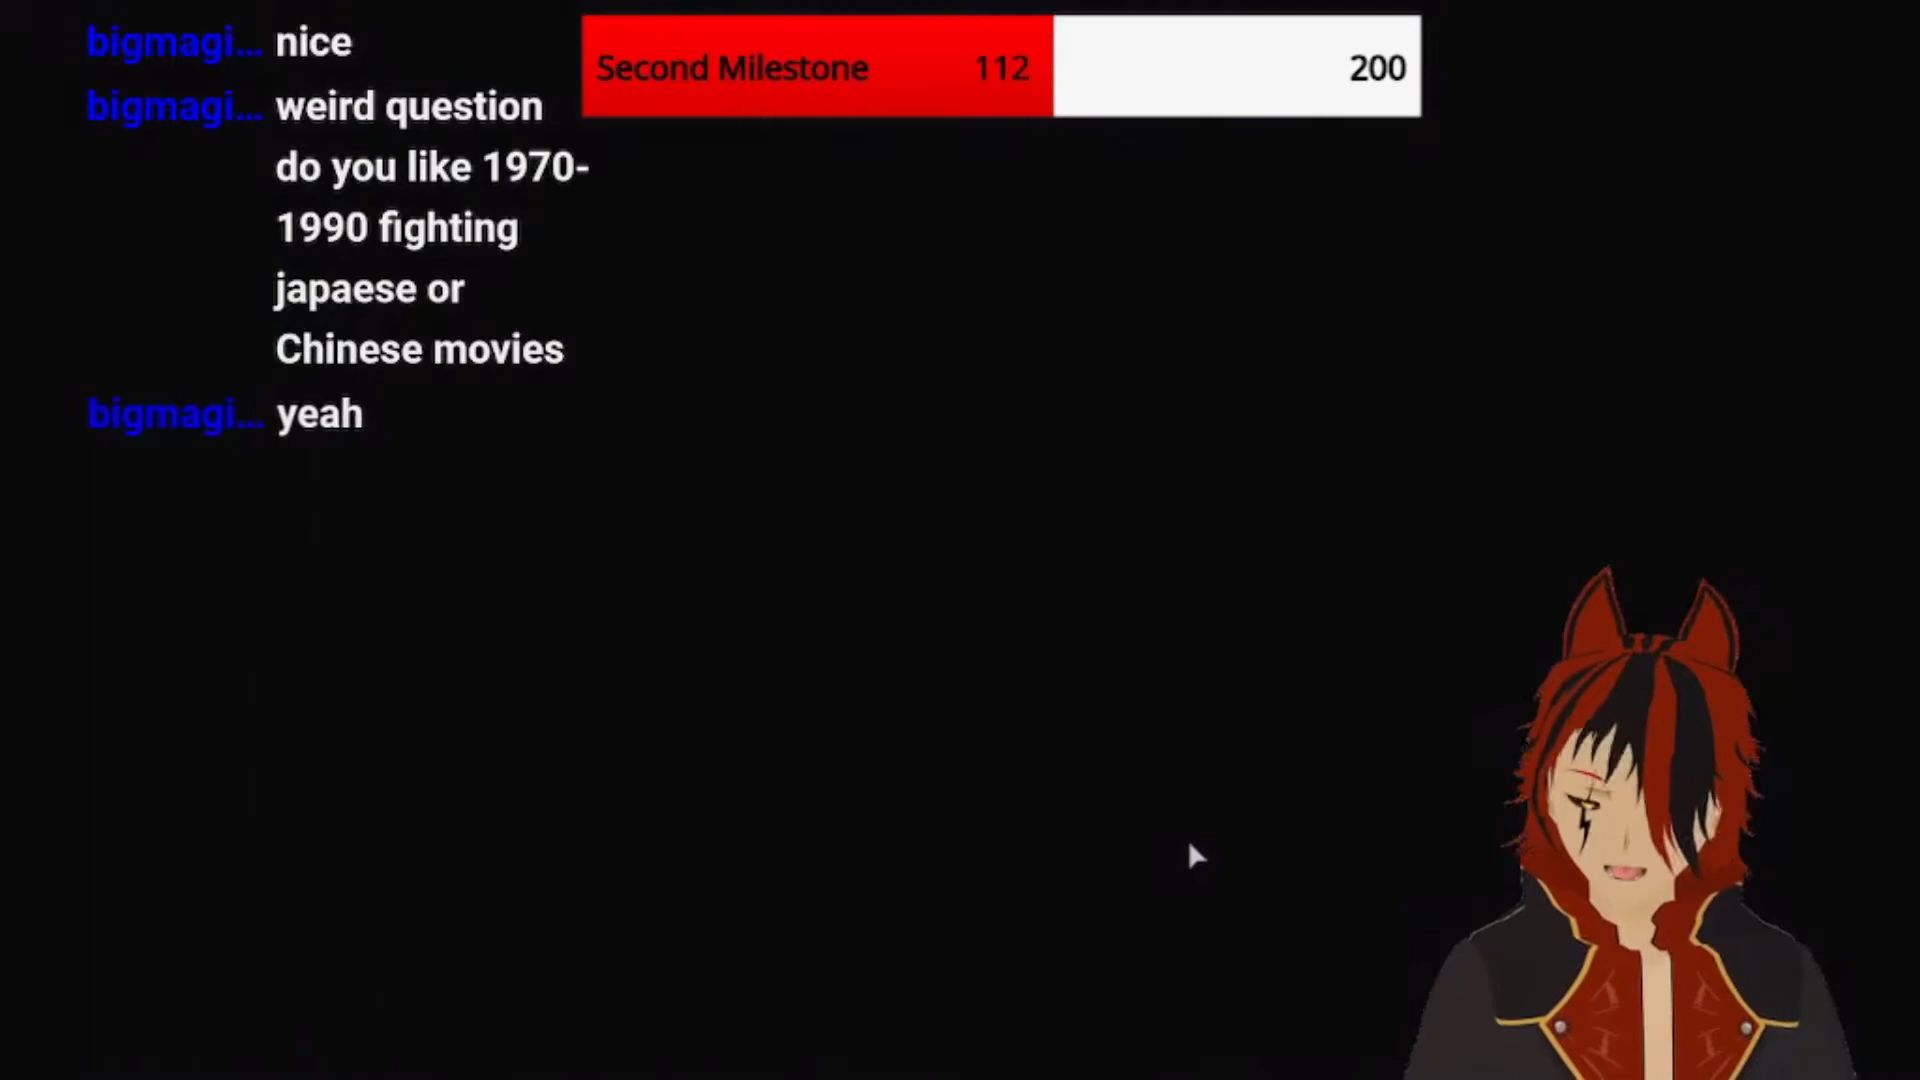 bigmagi... nice
Second Milestone 112 200
bigmagi... weird question
do you like 1970-
1990 fighting
japaese or
Chinese movies
bigmagi... yeah